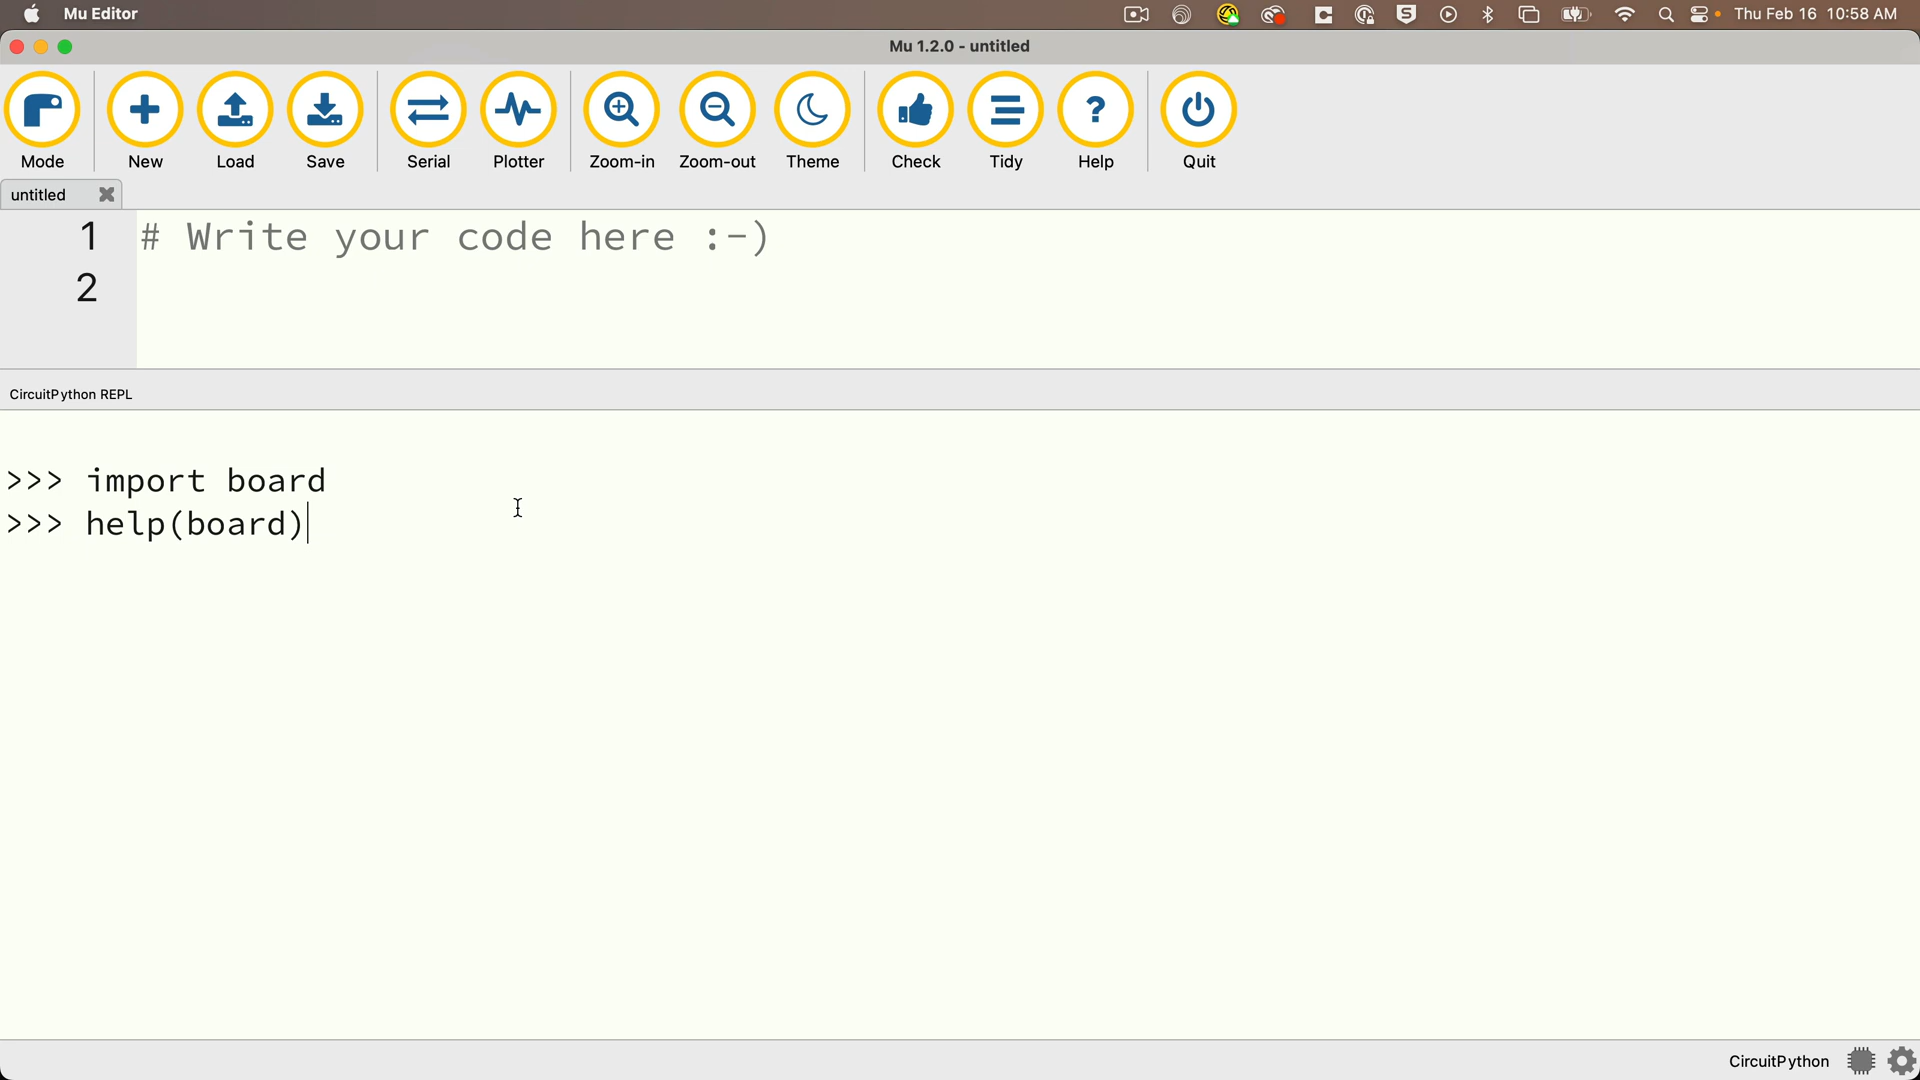 Mu Editor
Thu Feb 16 10:58 AM
Mu 1.2.0 - untitled
Mode New Load Save Serial Plotter Zoom-in Zoom-out Theme Check Tidy Help Quit
untitled
1 # Write your code here :-)
2
CircuitPython REPL
>>> import board
>>> help(board)
CircuitPython